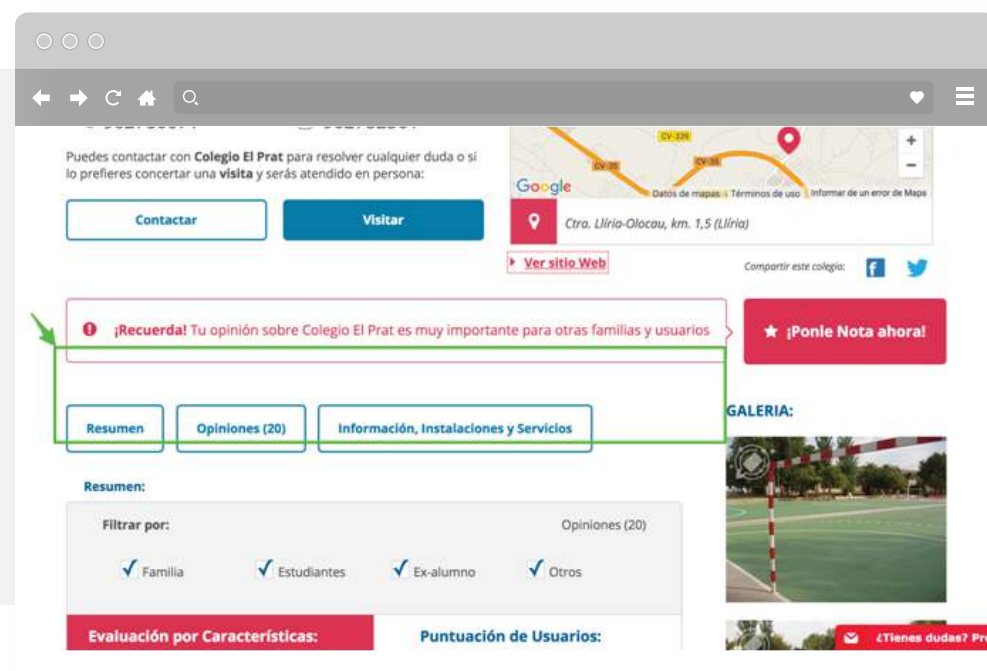 Puedes contactar con Colegio El Prat para resolver cualquier duda o si
lo prefieres concertar una visita y serás atendido en persona:
Contactar
Visitar
CV-339
CV-35
CV-35
+
−
Google
Datos de mapas
Términos de uso
Informar de un error de Maps
Ctra. Llíria-Olocau, km. 1,5 (Llíria)
Ver sitio Web
Compartir este colegio:
¡Recuerda! Tu opinión sobre Colegio El Prat es muy importante para otras familias y usuarios
¡Ponle Nota ahora!
Resumen
Opiniones (20)
Información, Instalaciones y Servicios
GALERIA:
Resumen:
Filtrar por:
Opiniones (20)
Familia
Estudiantes
Ex-alumno
Otros
Evaluación por Características:
Puntuación de Usuarios:
¿Tienes dudas?